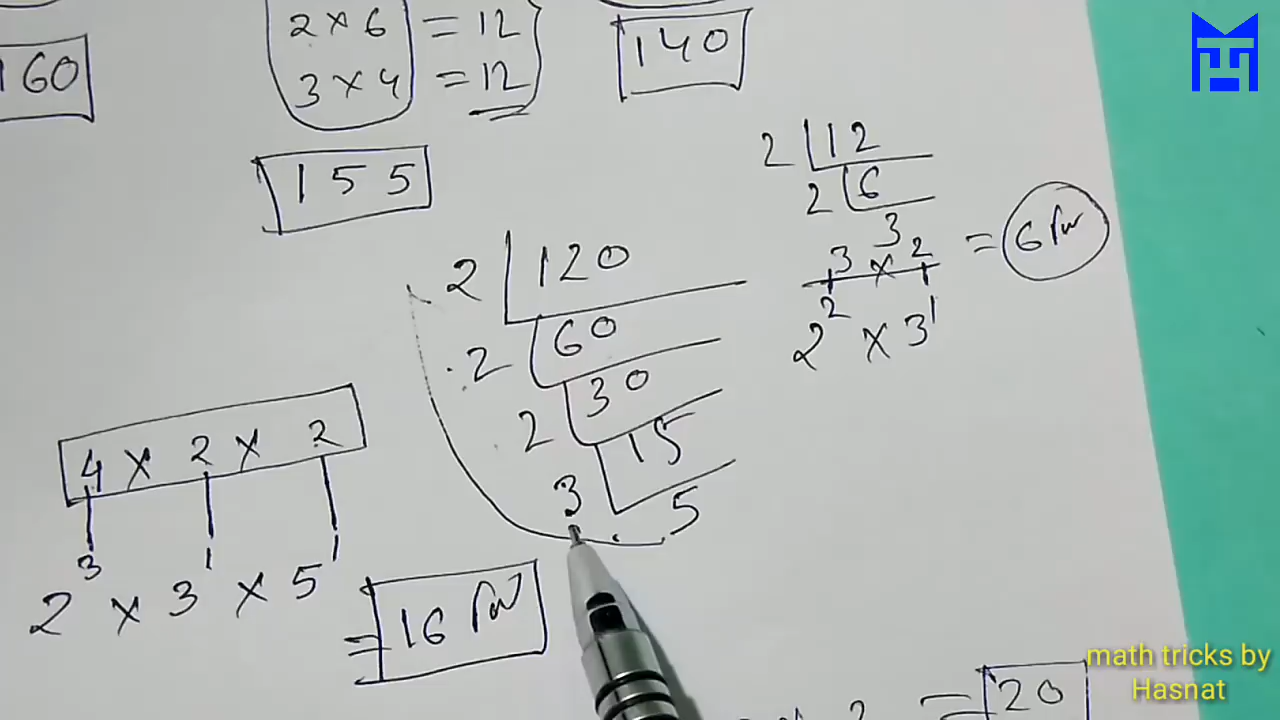 2 × 6 = 12
3 × 4 = 12
160
140
155
2 12
2 6
3
3 × 2 = 6 টি
2² × 3¹
2 120
2 60
2 30
3 15
5
4 × 2 × 2
2³ × 3¹ × 5¹
= 16 টি
= 20
math tricks by
Hasnat